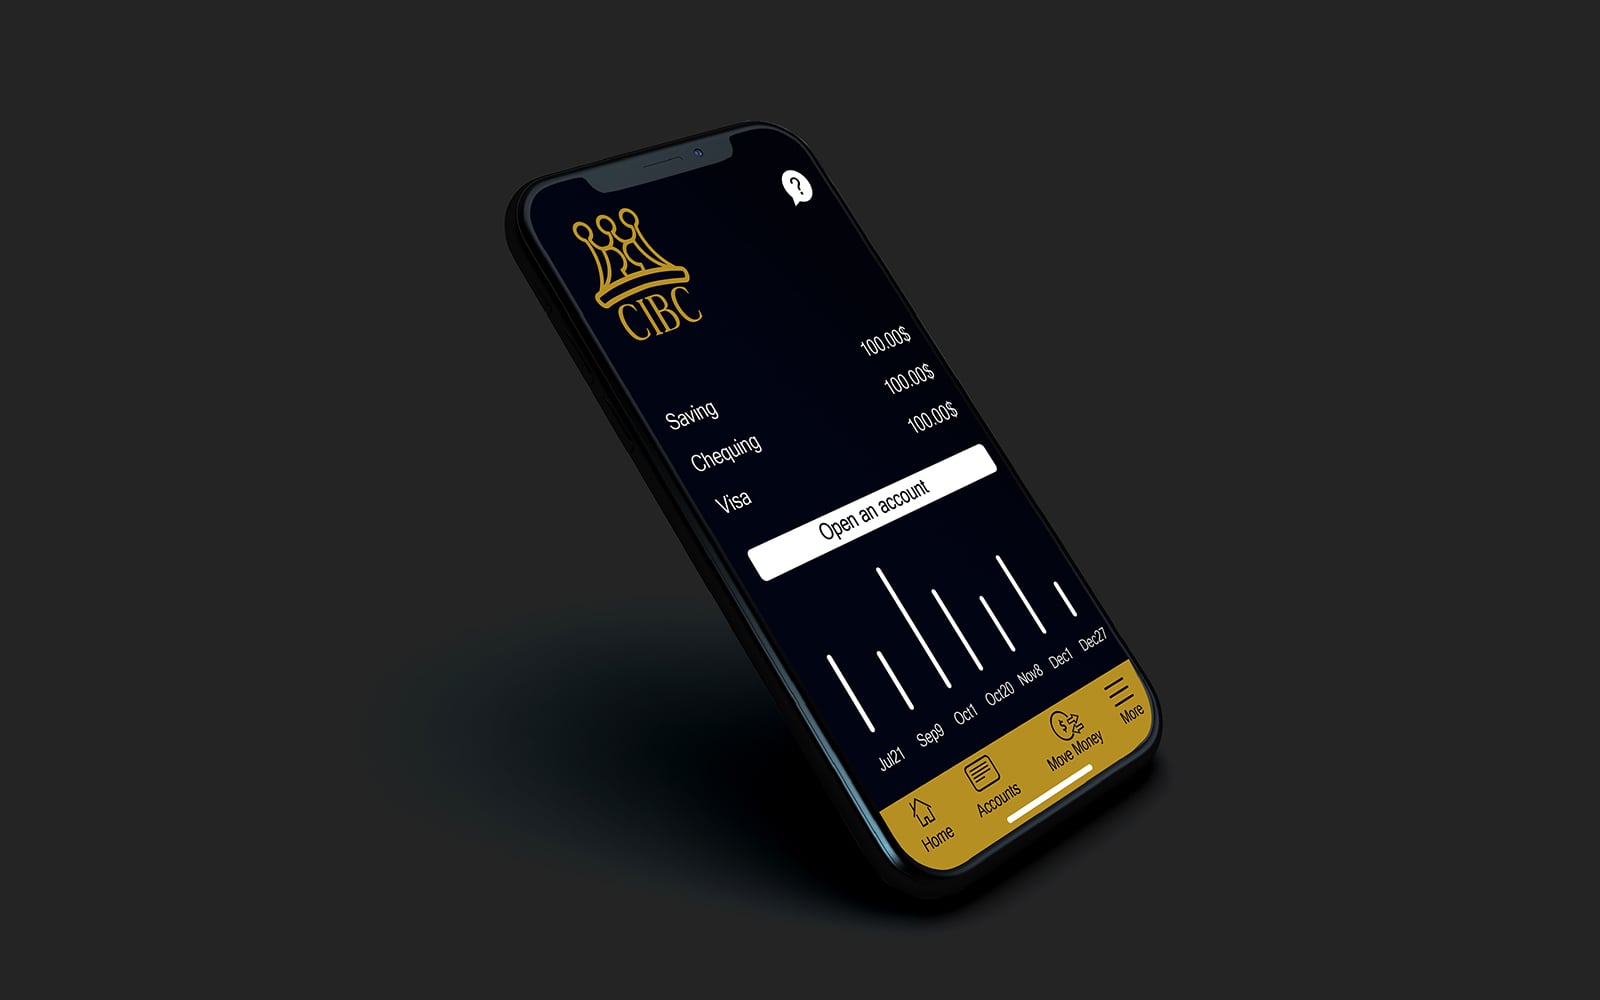 ?
CIBC
Saving 100.00$
Chequing 100.00$
Visa 100.00$
Open an account
Jul21 Sep9 Oct1 Oct20 Nov8 Dec1 Dec27
$
Home Accounts Move Money More